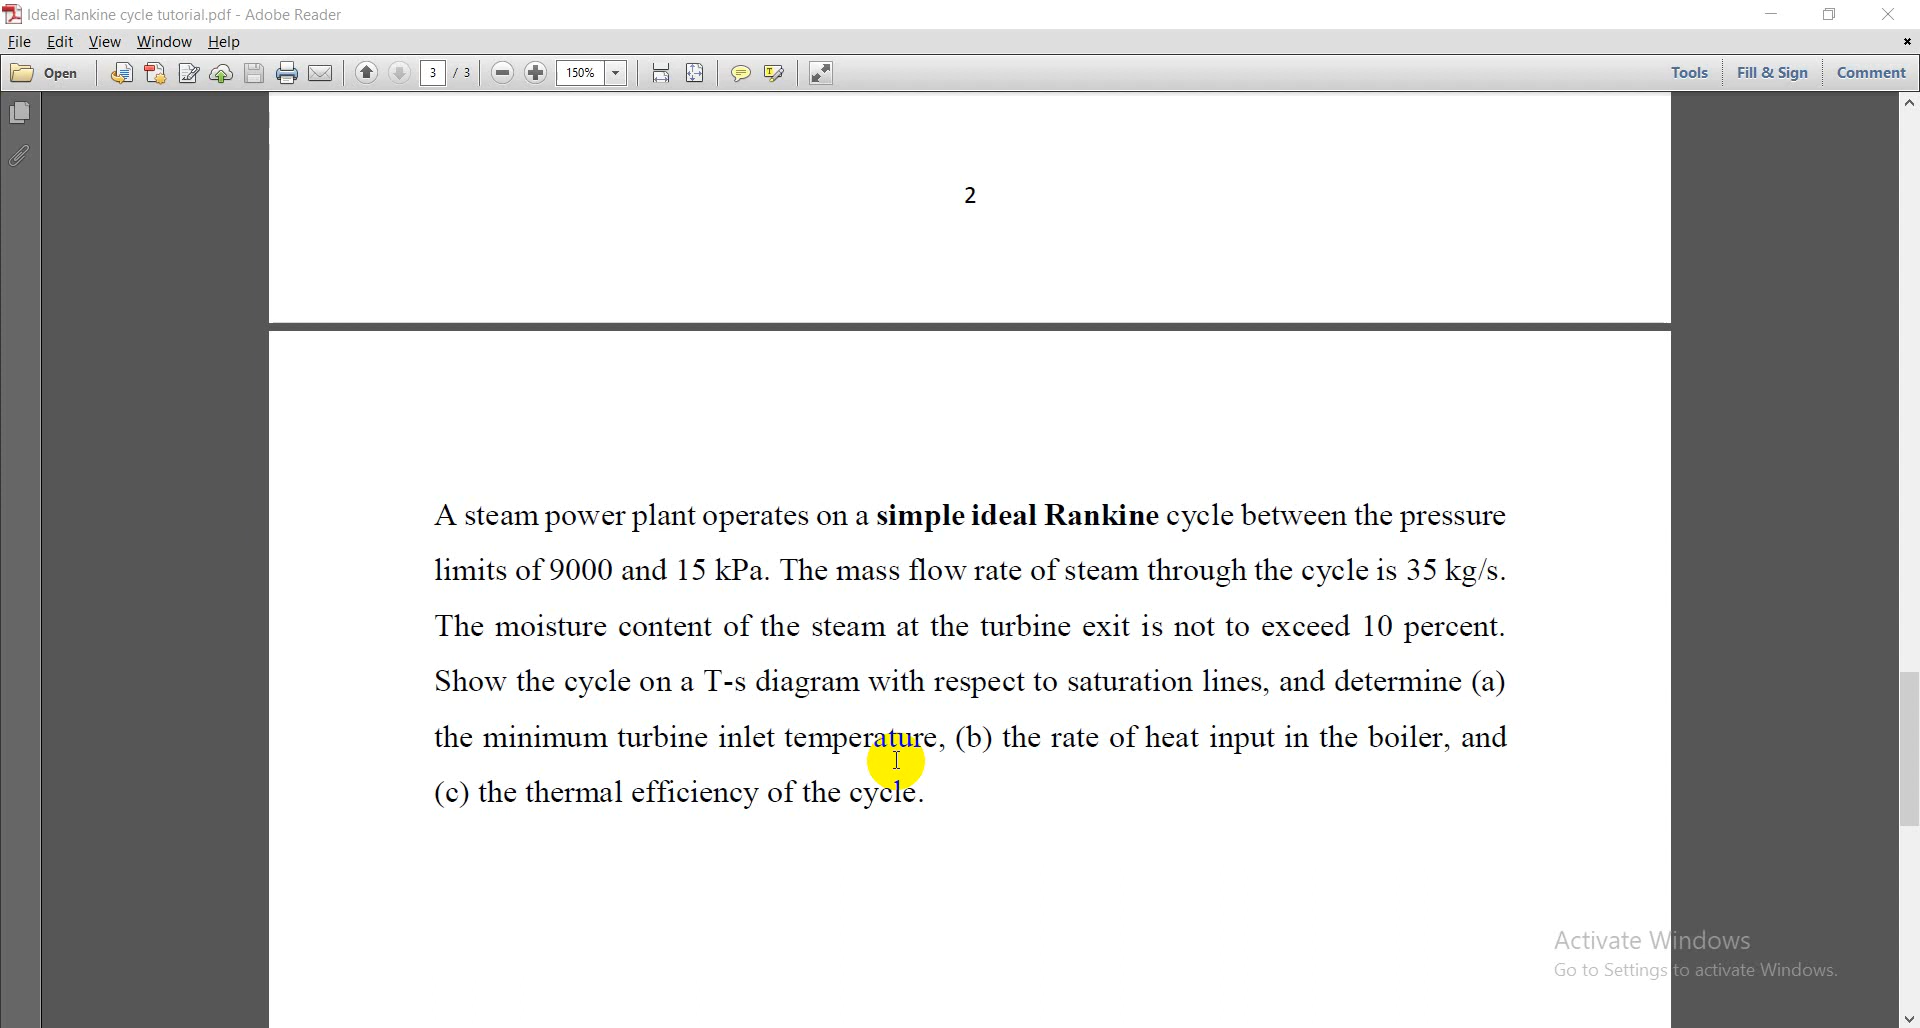 Ideal Rankine cycle tutorial.pdf - Adobe Reader
File Edit View Window Help
Open 3 / 3 150% Tools Fill & Sign Comment
2
A steam power plant operates on a simple ideal Rankine cycle between the pressure
limits of 9000 and 15 kPa. The mass flow rate of steam through the cycle is 35 kg/s.
The moisture content of the steam at the turbine exit is not to exceed 10 percent.
Show the cycle on a T-s diagram with respect to saturation lines, and determine (a)
the minimum turbine inlet temperature, (b) the rate of heat input in the boiler, and
(c) the thermal efficiency of the cycle.
Activate Windows
Go to Settings to activate Windows.